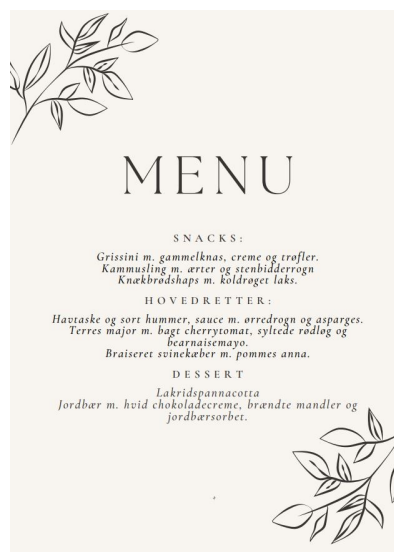 MENU
SNACKS:
Grissini m. gammelknas, creme og trøfler.
Kammusling m. ærter og stenbidderrogn
Knækbrødshaps m. koldrøget laks.
HOVEDRETTER:
Havtaske og sort hummer, sauce m. ørredrogn og asparges.
Terres major m. bagt cherrytomat, syltede rødløg og
bearnaisemayo.
Braiseret svinekæber m. pommes anna.
DESSERT
Lakridspannacotta
Jordbær m. hvid chokoladecreme, brændte mandler og
jordbærsorbet.